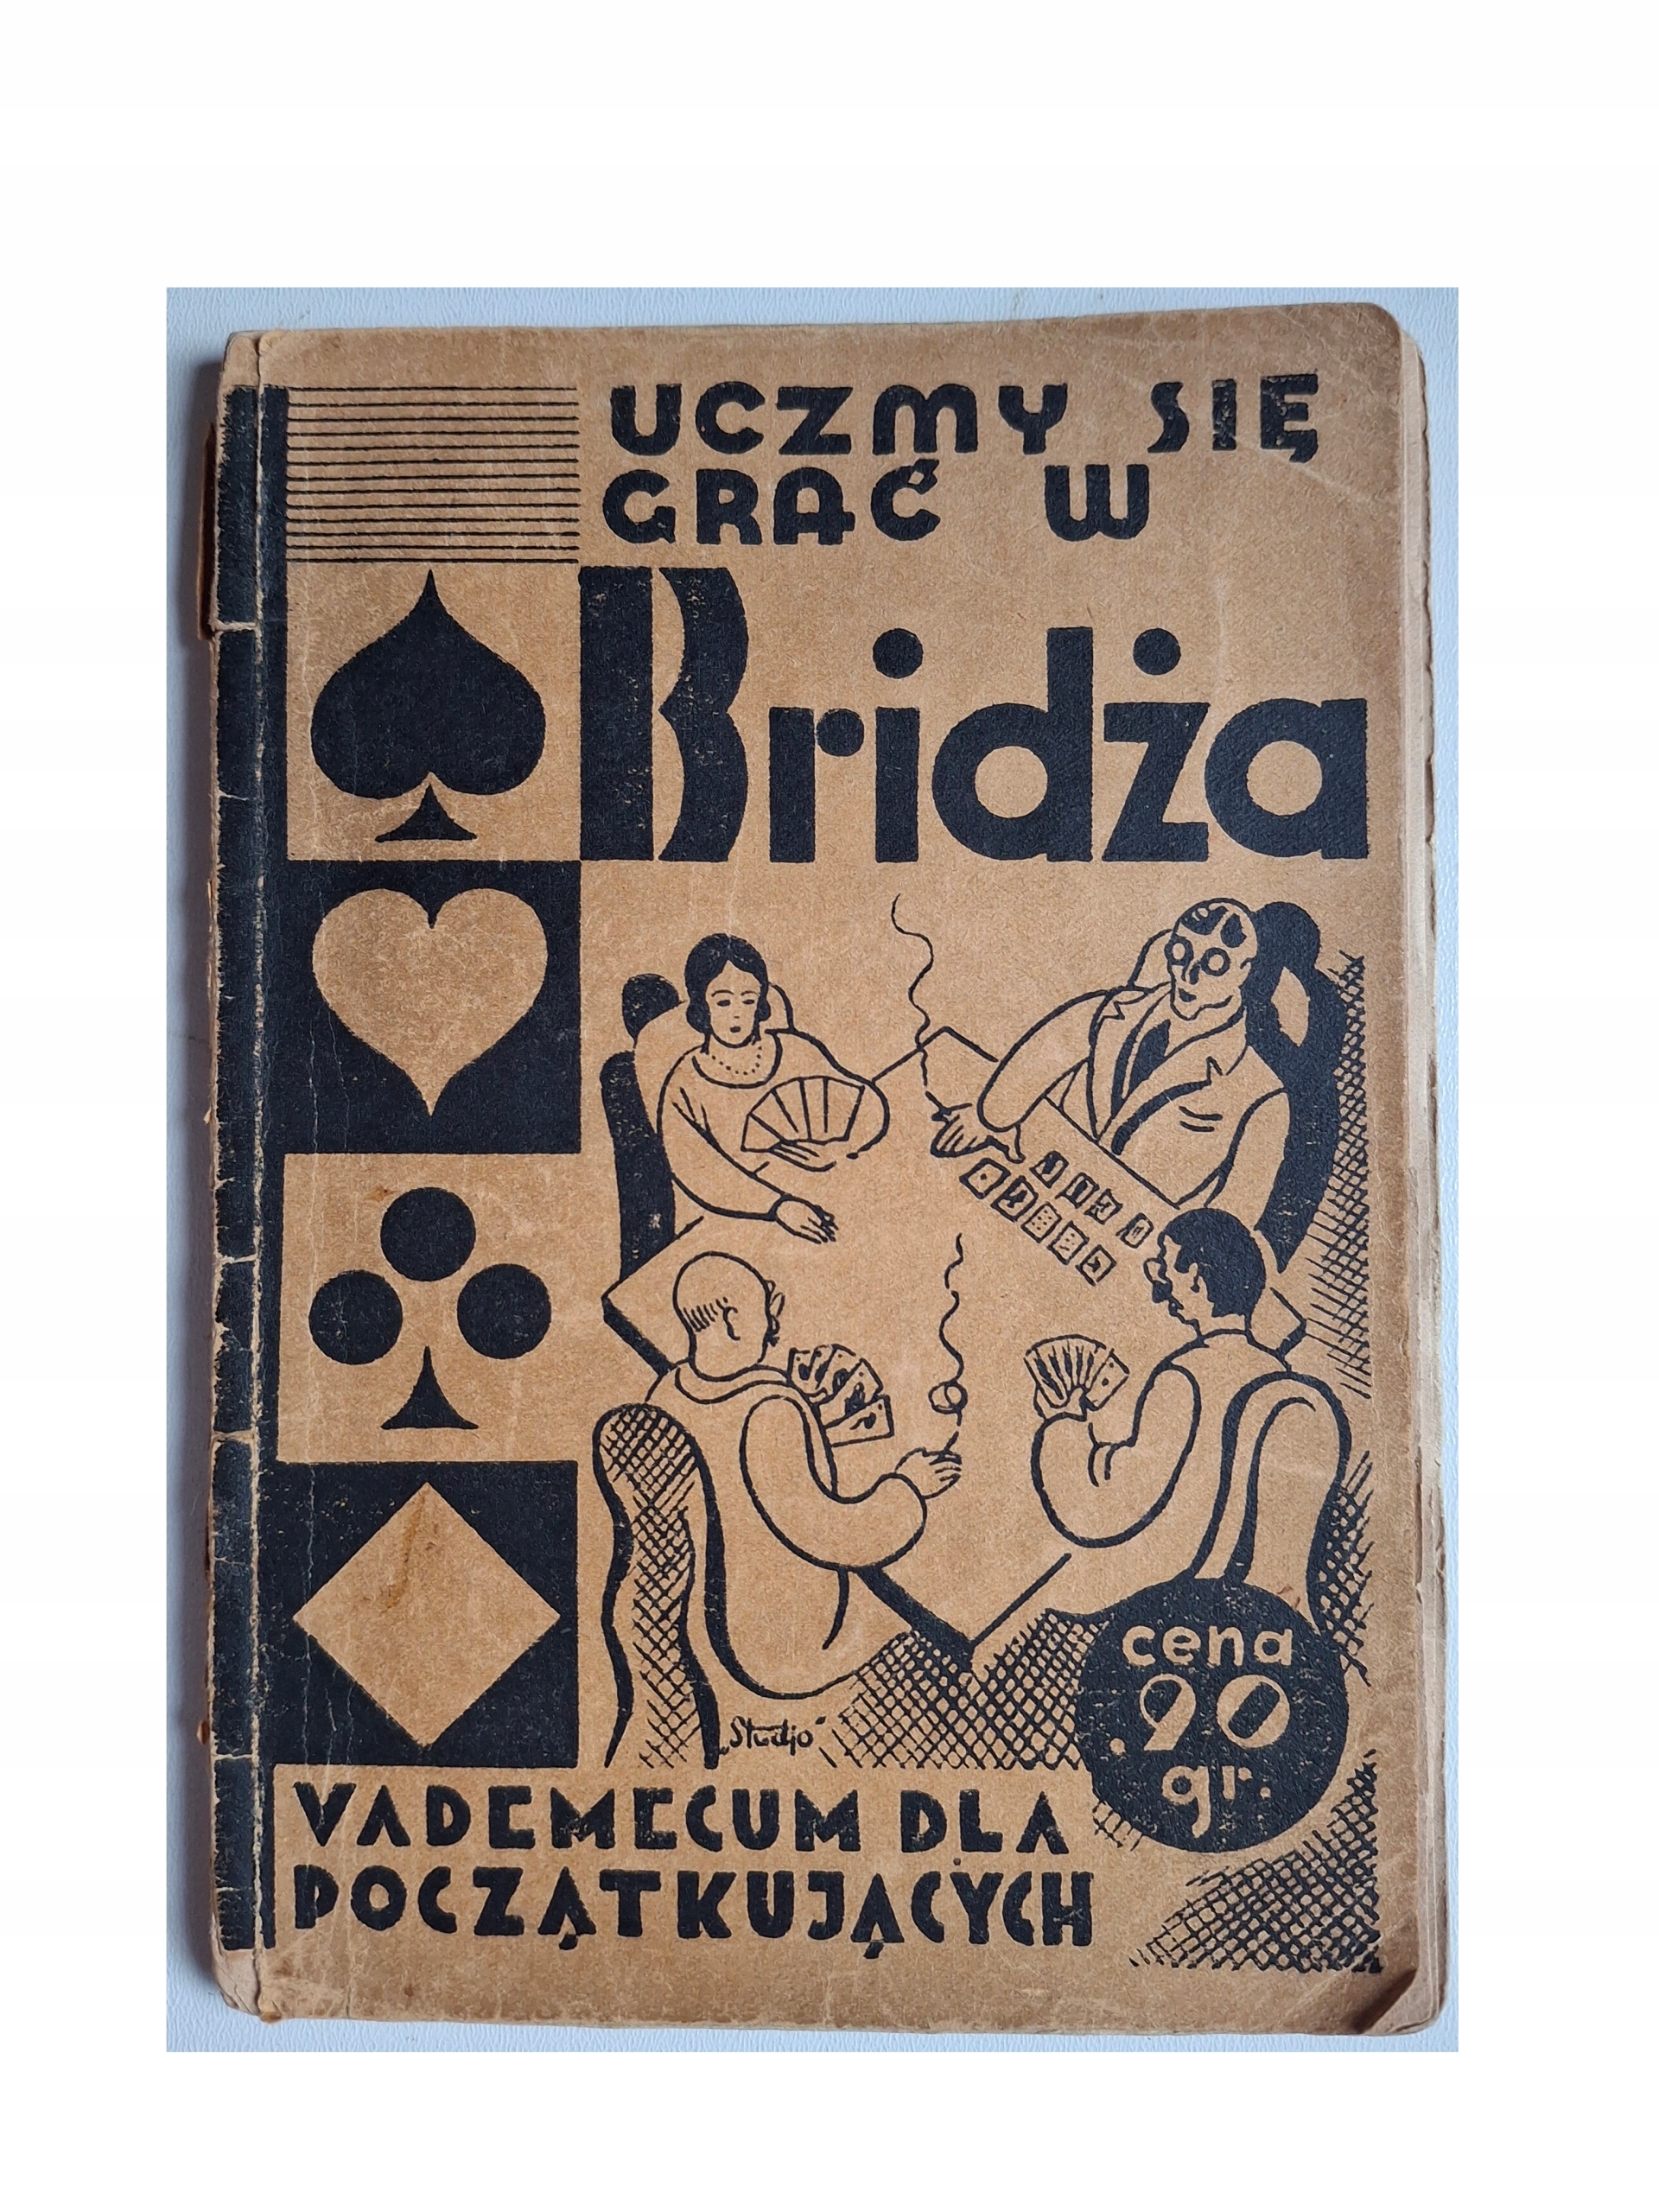 UCZMY SIĘ
GRAĆ W
Bridża
„Studjo”
cena
90
gr.
VADEMECUM DLA
POCZĄTKUJĄCYCH